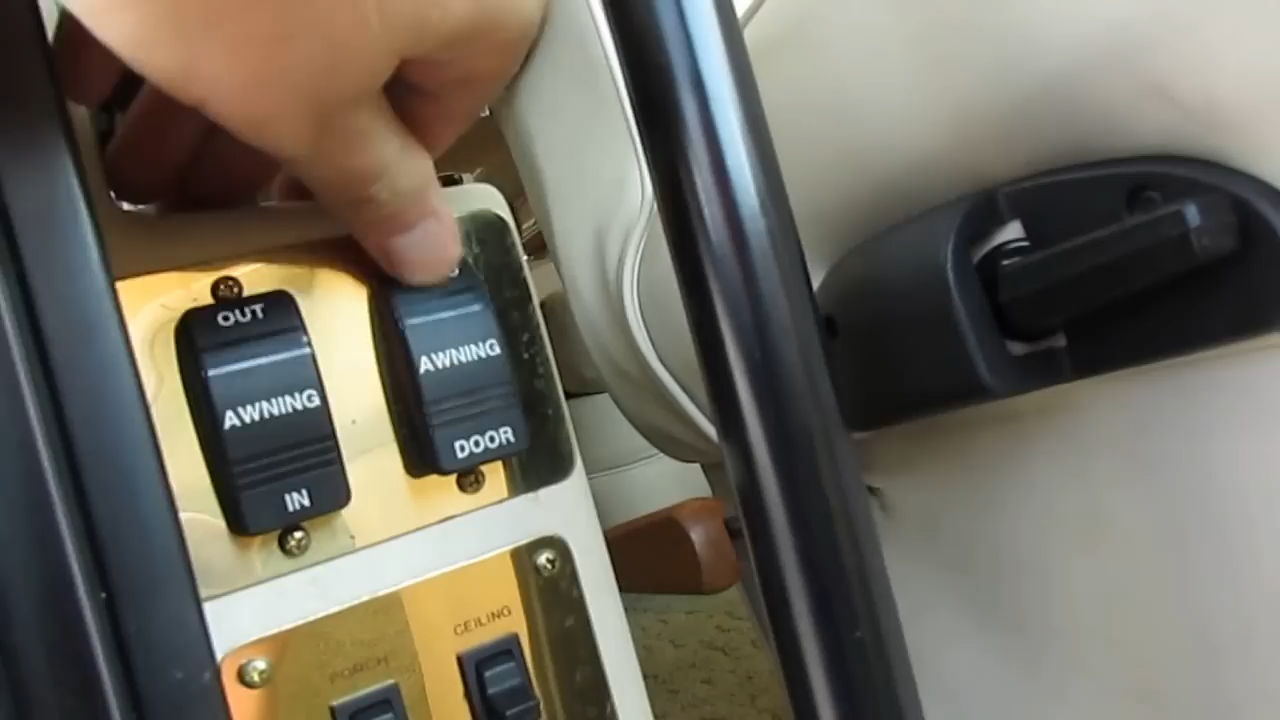 OUT
AWNING
IN
AWNING
DOOR
PORCH
CEILING